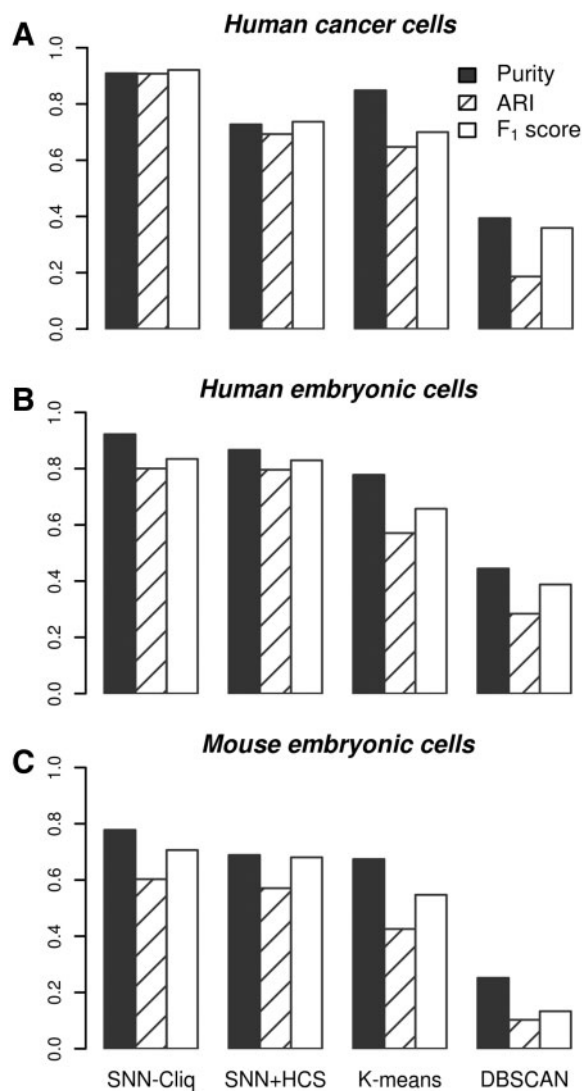 A
Human cancer cells
1.0
0.8
0.6
0.4
0.2
0.0
Purity
ARI
F₁ score
B
Human embryonic cells
1.0
0.8
0.6
0.4
0.2
0.0
C
Mouse embryonic cells
1.0
0.8
0.6
0.4
0.2
0.0
SNN-Cliq SNN+HCS K-means DBSCAN